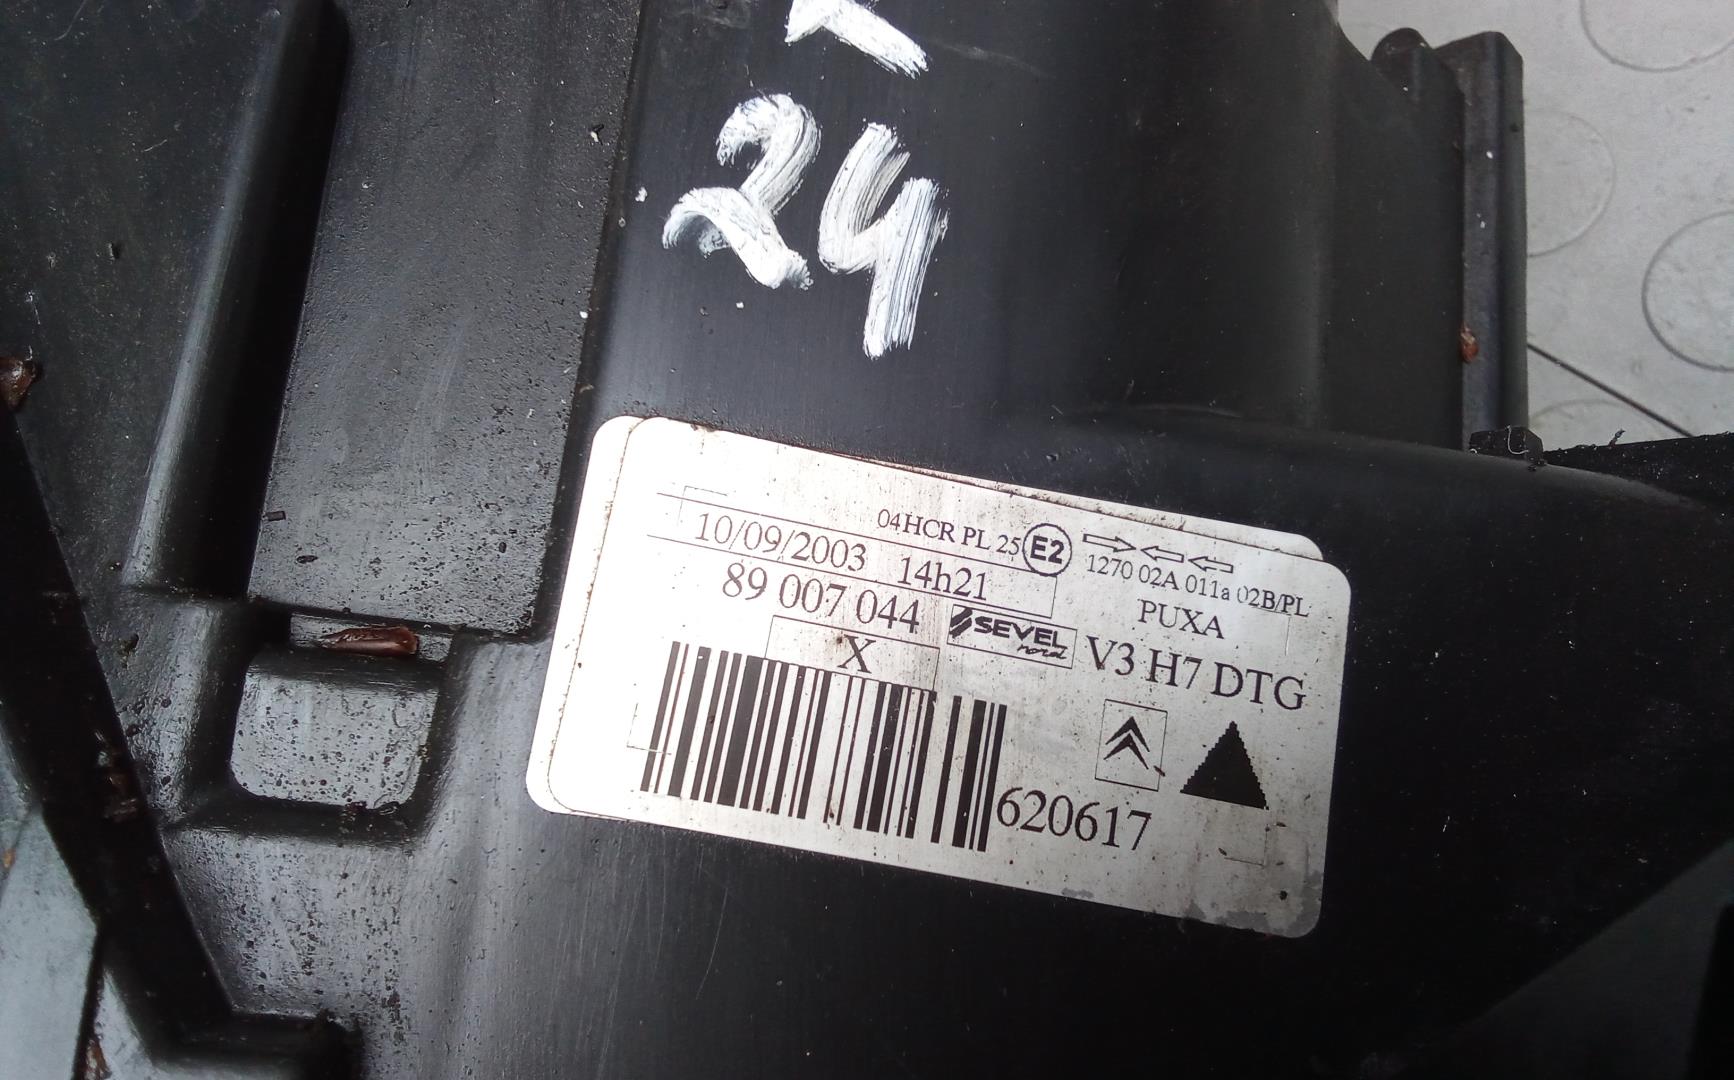 24
04HCR PL 25 E2
1270 02A 011a 02B/PL
10/09/2003 14h21
PUXA
89 007 044
SEVEL
nord
V3 H7 DTG
X
620617